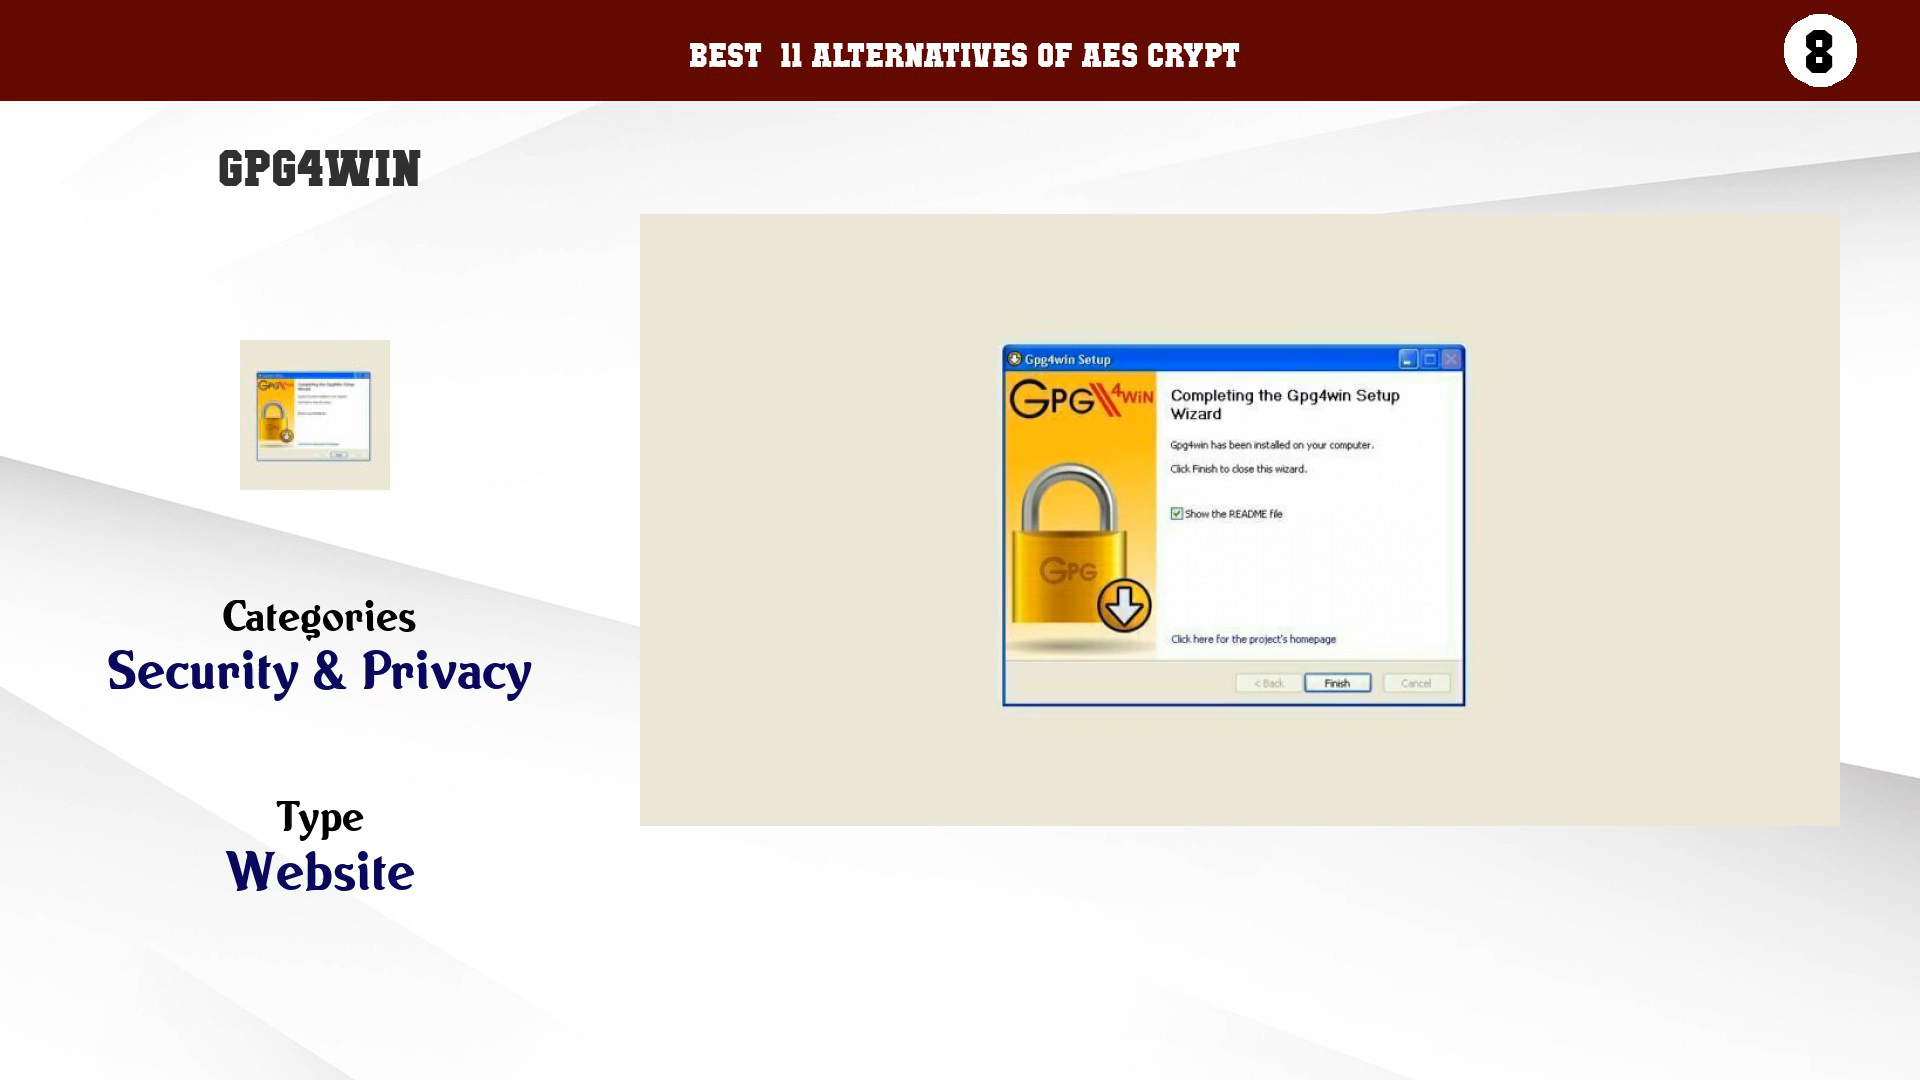 BEST 11 ALTERNATIVES OF AES CRYPT
8
GPG4WIN
Categories
Security & Privacy
Type
Website
Gpg4win Setup
GPG4WIN
GPG
Completing the Gpg4win Setup
Wizard
Gpg4win has been installed on your computer.
Click Finish to close this wizard.
Show the README file
Click here for the project's homepage
< Back
Finish
Cancel